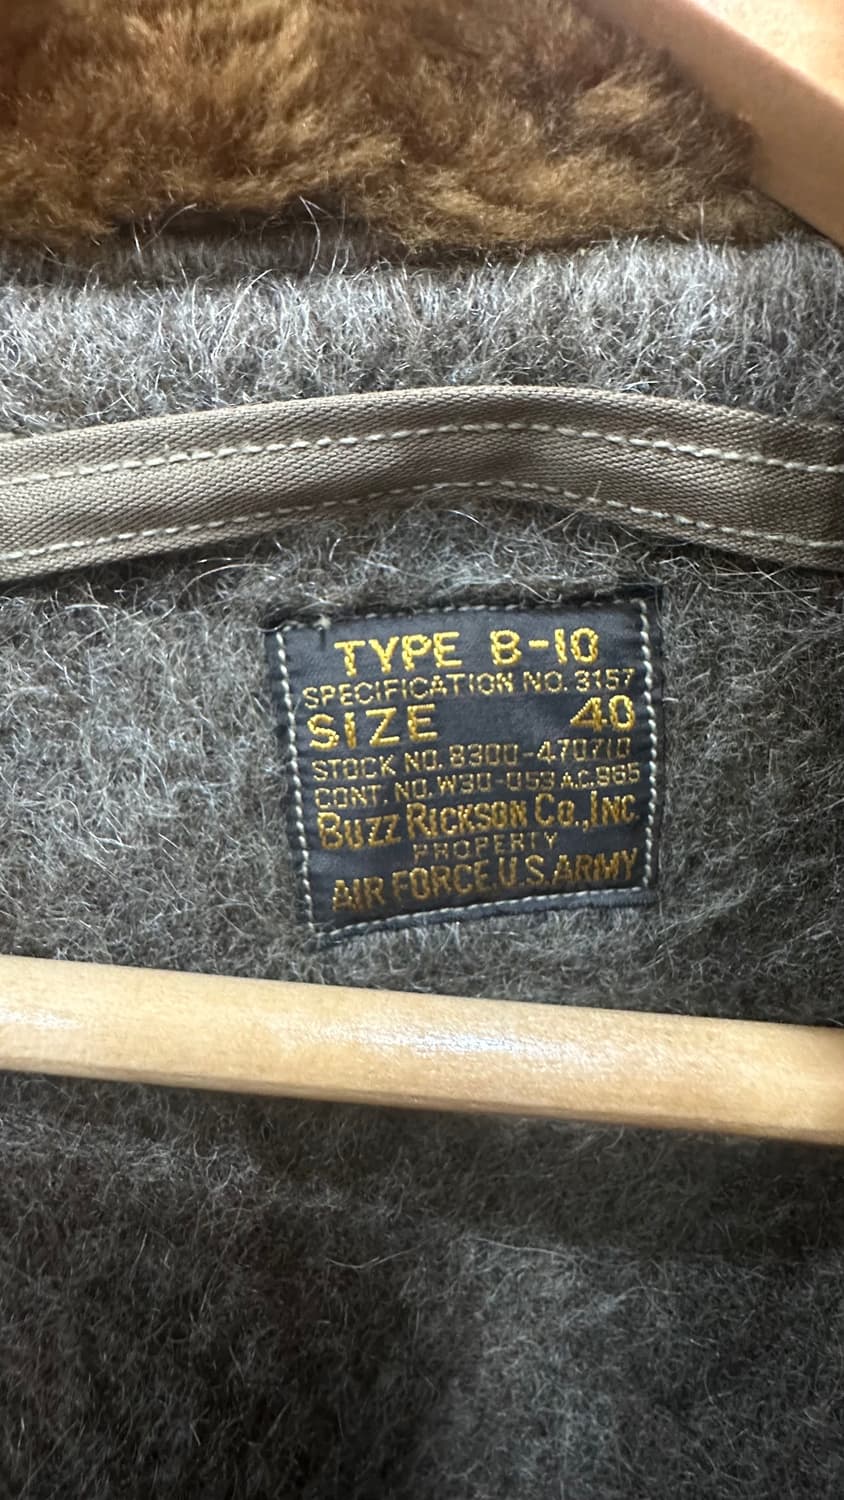 TYPE B-10
SPECIFICATION NO. 3157
SIZE 40
STOCK NO. 8300-470710
CONT. NO. W30-053 A.C. 985
BUZZ RICKSON CO., INC
PROPERTY
AIR FORCE, U.S. ARMY